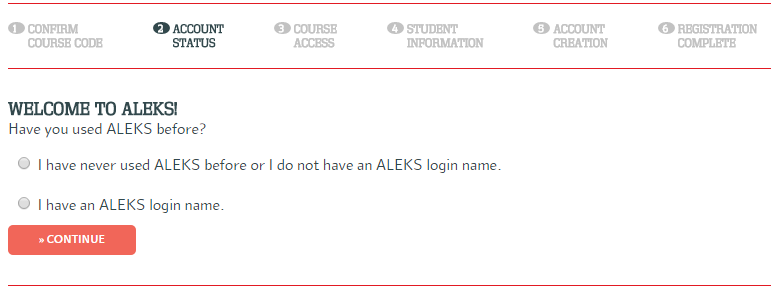 1 CONFIRM COURSE CODE
2 ACCOUNT STATUS
3 COURSE ACCESS
4 STUDENT INFORMATION
5 ACCOUNT CREATION
6 REGISTRATION COMPLETE
WELCOME TO ALEKS!
Have you used ALEKS before?
I have never used ALEKS before or I do not have an ALEKS login name.
I have an ALEKS login name.
» CONTINUE